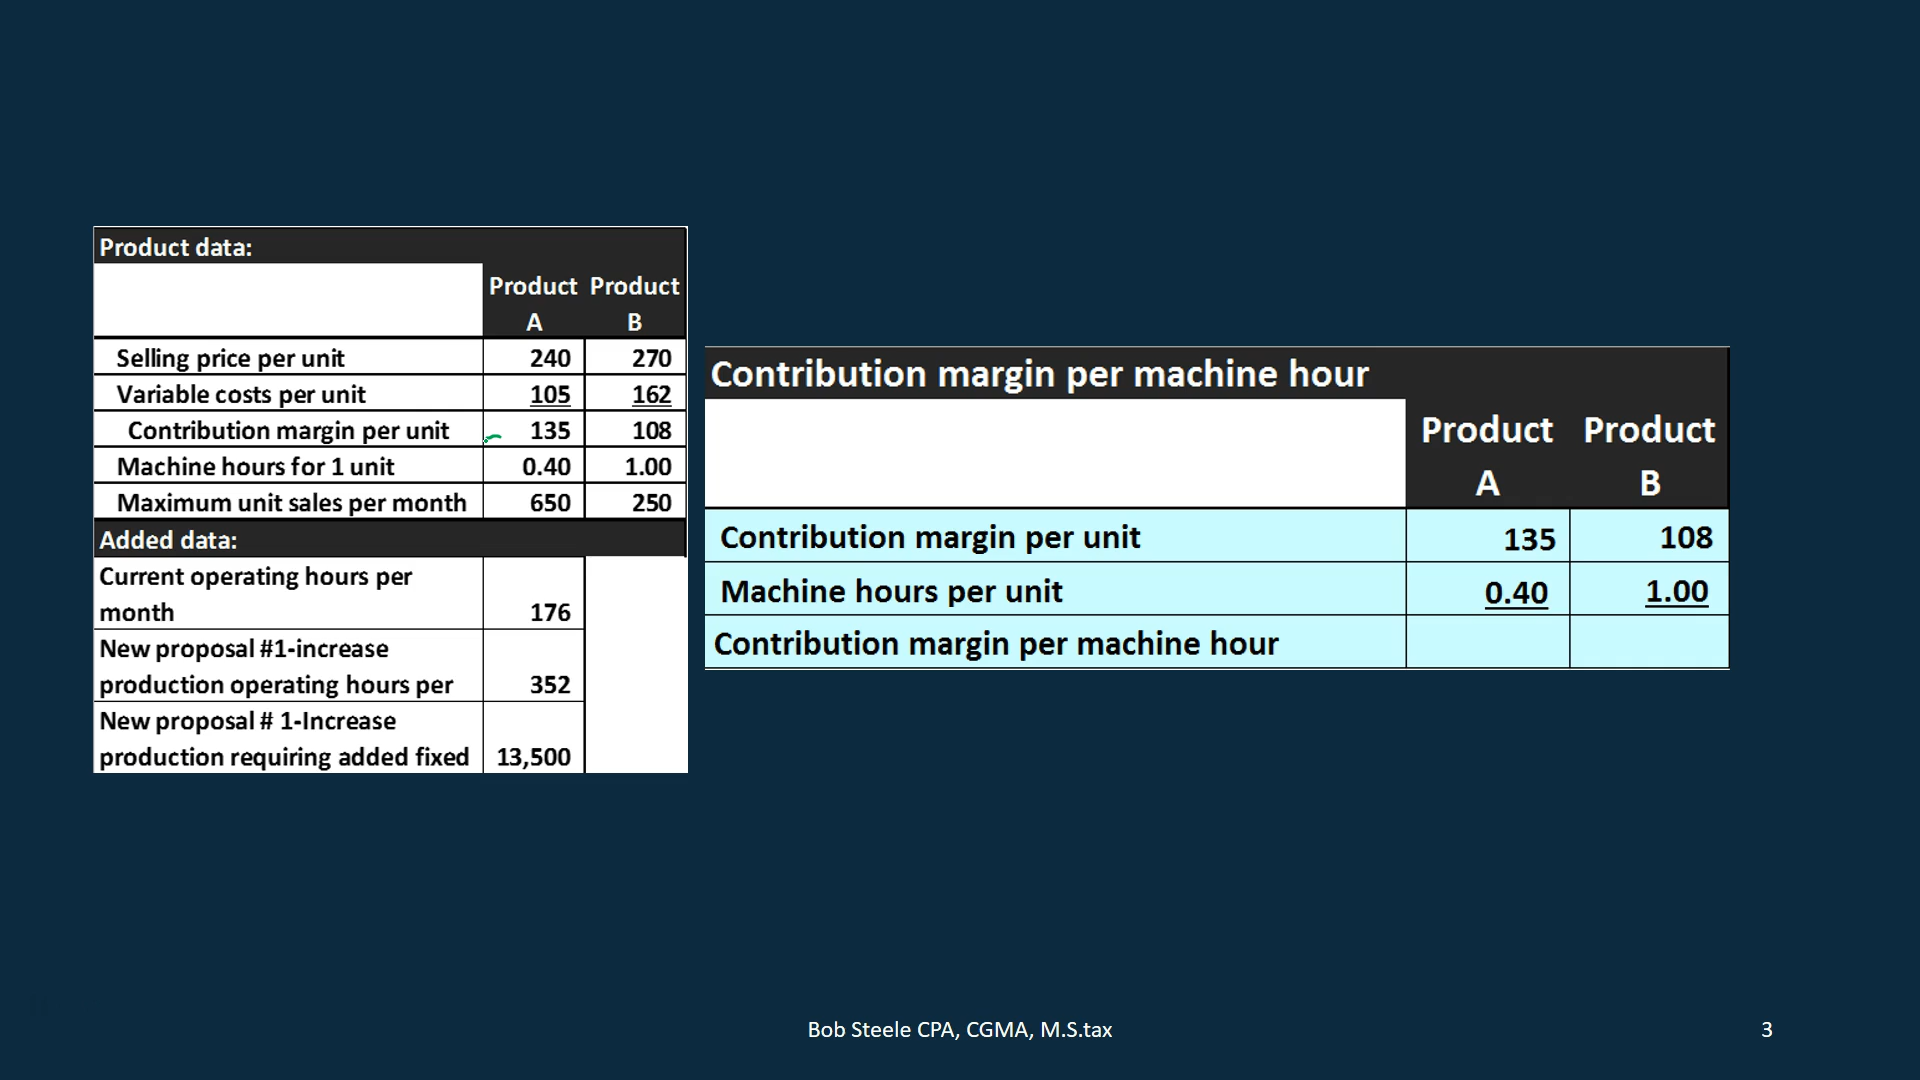 Product data:
Product Product
A B
Selling price per unit 240 270
Variable costs per unit 105 162
Contribution margin per unit 135 108
Machine hours for 1 unit 0.40 1.00
Maximum unit sales per month 650 250
Added data:
Current operating hours per
month 176
New proposal #1-increase
production operating hours per 352
New proposal # 1-Increase
production requiring added fixed 13,500
Contribution margin per machine hour
Product Product
A B
Contribution margin per unit 135 108
Machine hours per unit 0.40 1.00
Contribution margin per machine hour
Bob Steele CPA, CGMA, M.S.tax 3